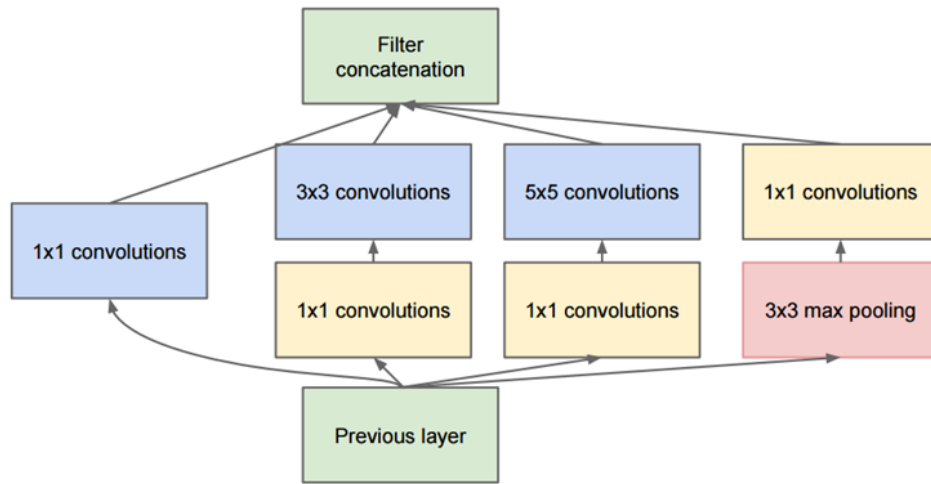 Filter
concatenation
3x3 convolutions
5x5 convolutions
1x1 convolutions
1x1 convolutions
1x1 convolutions
1x1 convolutions
3x3 max pooling
Previous layer